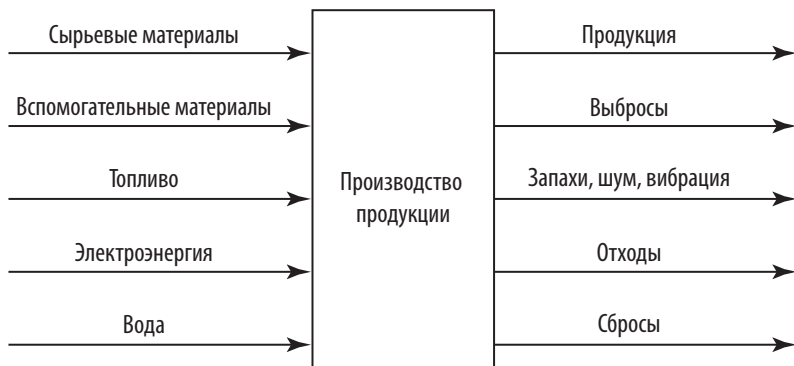 Сырьевые материалы
Вспомогательные материалы
Топливо
Электроэнергия
Вода
Производство
продукции
Продукция
Выбросы
Запахи, шум, вибрация
Отходы
Сбросы